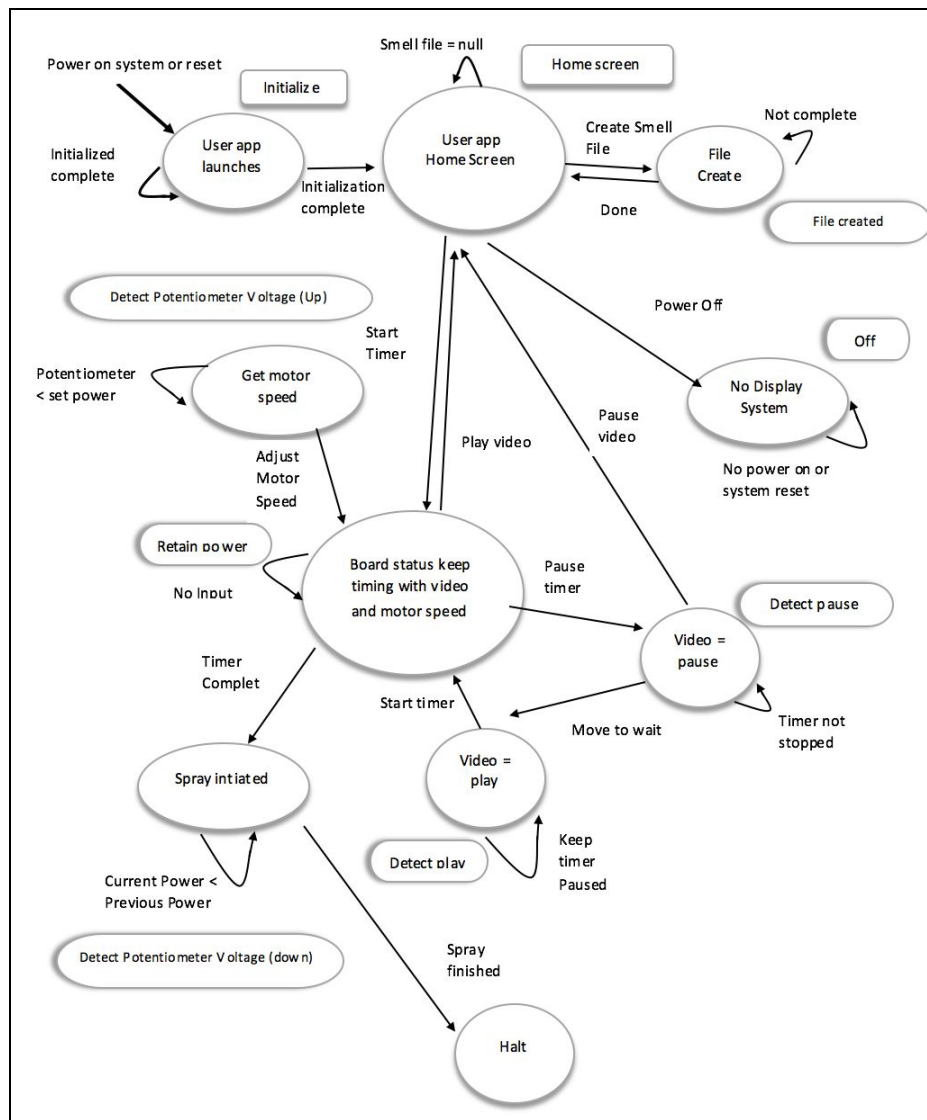 Smell file = null
Home screen
Power on system or reset
Initialize
Not complete
User app
launches
User app
Home Screen
Create Smell
File
File
Create
Initialized
complete
Initialization
complete
Done
File created
Detect Potentiometer Voltage (Up)
Start
Timer
Power Off
Off
Potentiometer
< set power
Get motor
speed
No Display
System
Pause
video
Play video
Adjust
Motor
Speed
No power on or
system reset
Retain power
No Input
Board status keep
timing with video
and motor speed
Pause
timer
Detect pause
Video =
pause
Timer
Complet
Start timer
Move to wait
Timer not
stopped
Spray intiated
Video =
play
Detect play
Keep
timer
Paused
Current Power <
Previous Power
Detect Potentiometer Voltage (down)
Spray
finished
Halt